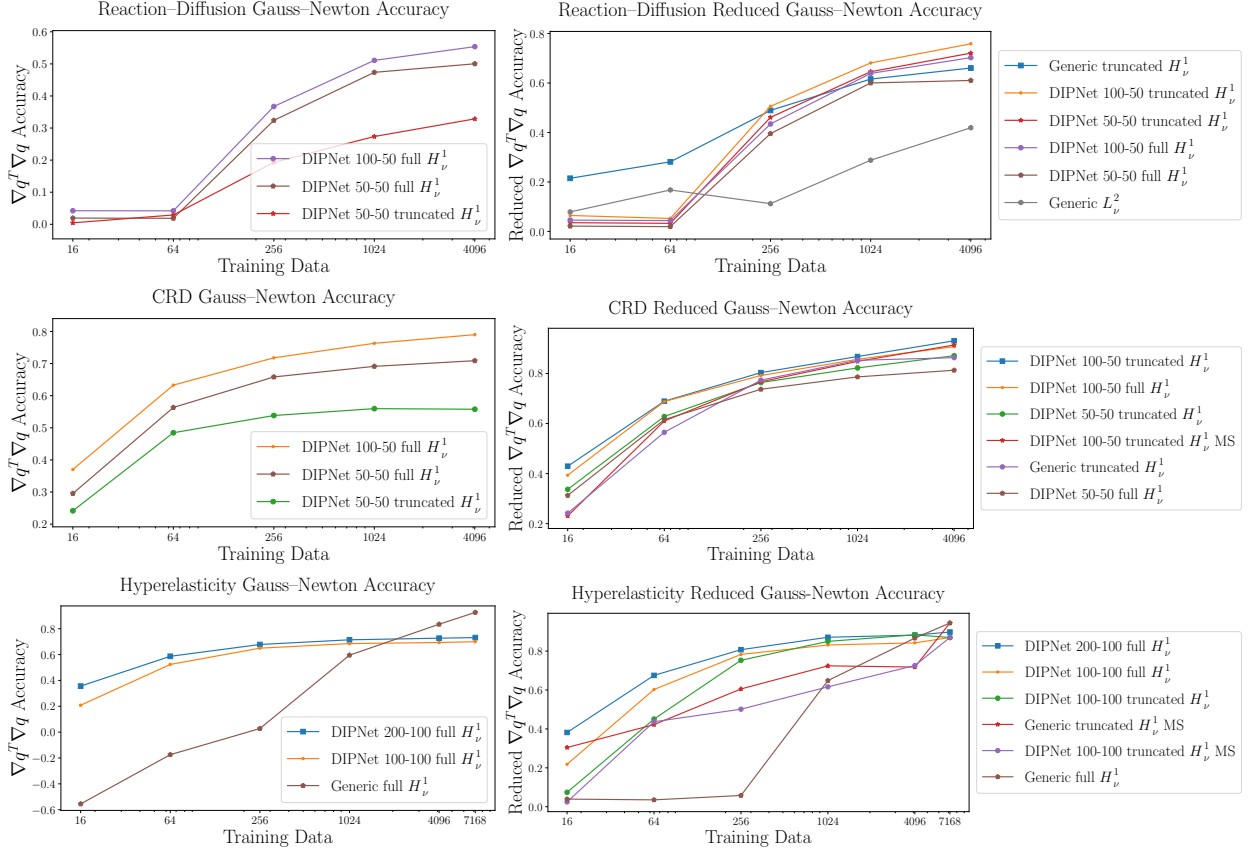 Reaction–Diffusion Gauss–Newton Accuracy
∇q^T∇q Accuracy
0.6
0.5
0.4
0.3
0.2
0.1
0.0
DIPNet 100-50 full H^1_ν
DIPNet 50-50 full H^1_ν
DIPNet 50-50 truncated H^1_ν
16 64 256 1024 4096
Training Data
Reaction–Diffusion Reduced Gauss–Newton Accuracy
Reduced ∇q^T∇q Accuracy
0.8
0.6
0.4
0.2
0.0
16 64 256 1024 4096
Training Data
Generic truncated H^1_ν
DIPNet 100-50 truncated H^1_ν
DIPNet 50-50 truncated H^1_ν
DIPNet 100-50 full H^1_ν
DIPNet 50-50 full H^1_ν
Generic L^2_ν
CRD Gauss–Newton Accuracy
∇q^T∇q Accuracy
0.8
0.7
0.6
0.5
0.4
0.3
0.2
DIPNet 100-50 full H^1_ν
DIPNet 50-50 full H^1_ν
DIPNet 50-50 truncated H^1_ν
16 64 256 1024 4096
Training Data
CRD Reduced Gauss–Newton Accuracy
Reduced ∇q^T∇q Accuracy
0.8
0.6
0.4
0.2
16 64 256 1024 4096
Training Data
DIPNet 100-50 truncated H^1_ν
DIPNet 100-50 full H^1_ν
DIPNet 50-50 truncated H^1_ν
DIPNet 100-50 truncated H^1_ν MS
Generic truncated H^1_ν
DIPNet 50-50 full H^1_ν
Hyperelasticity Gauss–Newton Accuracy
∇q^T∇q Accuracy
0.8
0.6
0.4
0.2
0.0
−0.2
−0.4
−0.6
DIPNet 200-100 full H^1_ν
DIPNet 100-100 full H^1_ν
Generic full H^1_ν
16 64 256 1024 4096 7168
Training Data
Hyperelasticity Reduced Gauss-Newton Accuracy
Reduced ∇q^T∇q Accuracy
0.8
0.6
0.4
0.2
0.0
16 64 256 1024 4096 7168
Training Data
DIPNet 200-100 full H^1_ν
DIPNet 100-100 full H^1_ν
DIPNet 100-100 truncated H^1_ν
Generic truncated H^1_ν MS
DIPNet 100-100 truncated H^1_ν MS
Generic full H^1_ν